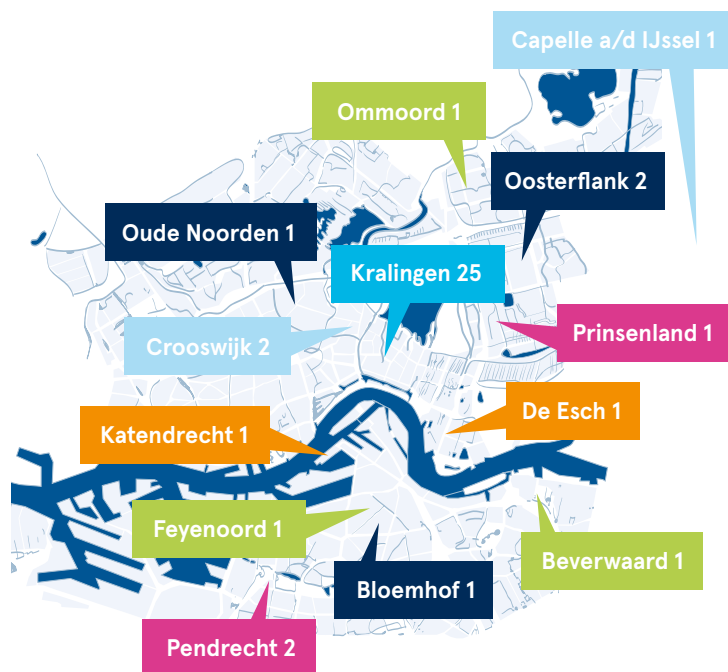 Capelle a/d IJssel 1
Ommoord 1
Oosterflank 2
Oude Noorden 1
Kralingen 25
Prinsenland 1
Crooswijk 2
De Esch 1
Katendrecht 1
Feyenoord 1
Beverwaard 1
Bloemhof 1
Pendrecht 2